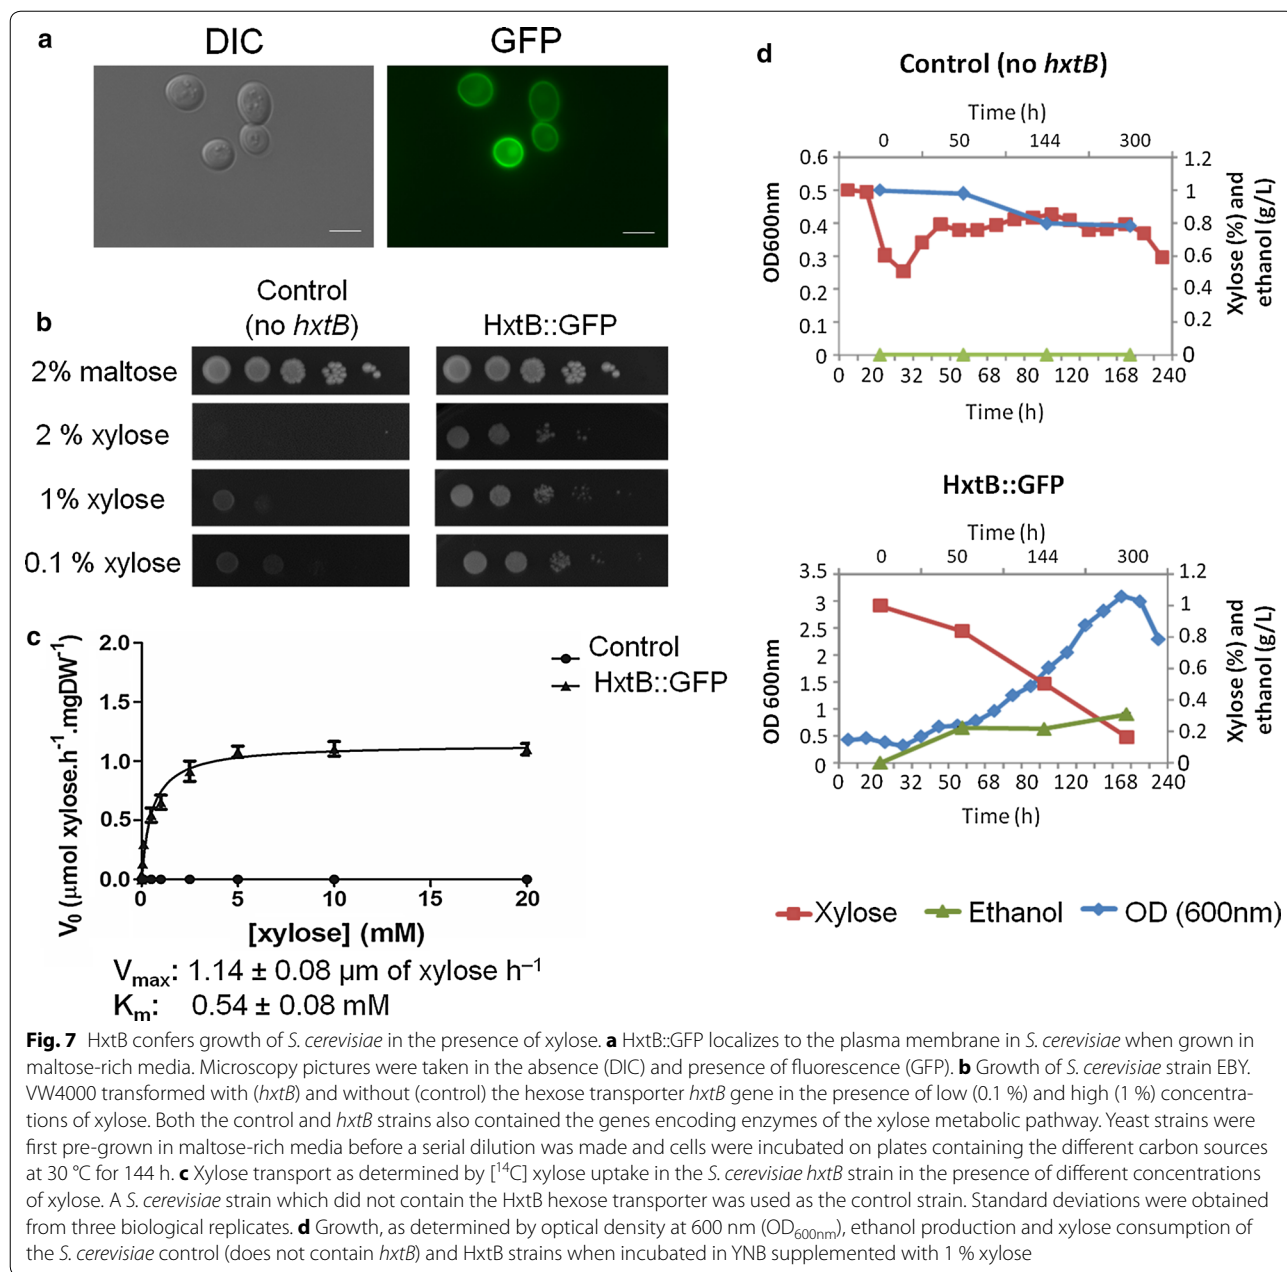 a
DIC
GFP
b
Control
(no hxtB)
HxtB::GFP
2% maltose
2 % xylose
1% xylose
0.1 % xylose
c
2.0
1.5
1.0
0.5
0.0
0
5
10
15
20
V0 (μmol xylose.h-1.mgDW-1)
[xylose] (mM)
Control
HxtB::GFP
Vmax: 1.14 ± 0.08 μm of xylose h–1
Km: 0.54 ± 0.08 mM
d
Control (no hxtB)
Time (h)
0 50 144 300
0.6
0.5
0.4
0.3
0.2
0.1
0
OD600nm
1.2
1
0.8
0.6
0.4
0.2
0
Xylose (%) and
ethanol (g/L)
0 20 32 50 68 80 120 168 240
Time (h)
HxtB::GFP
Time (h)
0 50 144 300
3.5
3
2.5
2
1.5
1
0.5
0
OD 600nm
1.2
1
0.8
0.6
0.4
0.2
0
Xylose (%) and
ethanol (g/L)
0 20 32 50 68 80 120 168 240
Time (h)
Xylose Ethanol OD (600nm)
Fig. 7 HxtB confers growth of S. cerevisiae in the presence of xylose. a HxtB::GFP localizes to the plasma membrane in S. cerevisiae when grown in
maltose-rich media. Microscopy pictures were taken in the absence (DIC) and presence of fluorescence (GFP). b Growth of S. cerevisiae strain EBY.
VW4000 transformed with (hxtB) and without (control) the hexose transporter hxtB gene in the presence of low (0.1 %) and high (1 %) concentra-
tions of xylose. Both the control and hxtB strains also contained the genes encoding enzymes of the xylose metabolic pathway. Yeast strains were
first pre-grown in maltose-rich media before a serial dilution was made and cells were incubated on plates containing the different carbon sources
at 30 °C for 144 h. c Xylose transport as determined by [14C] xylose uptake in the S. cerevisiae hxtB strain in the presence of different concentrations
of xylose. A S. cerevisiae strain which did not contain the HxtB hexose transporter was used as the control strain. Standard deviations were obtained
from three biological replicates. d Growth, as determined by optical density at 600 nm (OD600nm), ethanol production and xylose consumption of
the S. cerevisiae control (does not contain hxtB) and HxtB strains when incubated in YNB supplemented with 1 % xylose